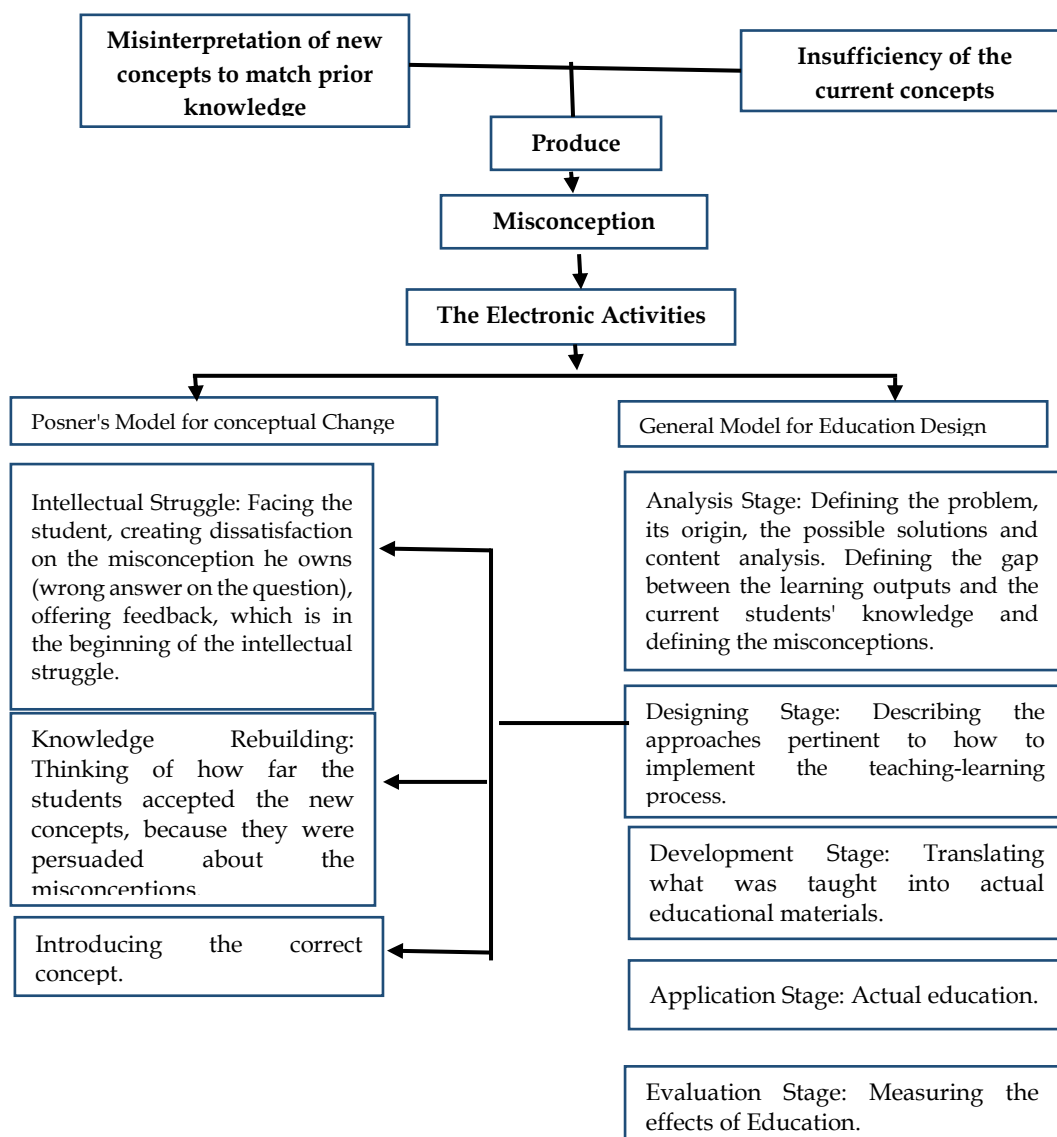 Misinterpretation of new
concepts to match prior
knowledge
Insufficiency of the
current concepts
Produce
Misconception
The Electronic Activities
Posner's Model for conceptual Change
General Model for Education Design
Intellectual Struggle: Facing the
student, creating dissatisfaction
on the misconception he owns
(wrong answer on the question),
offering feedback, which is in
the beginning of the intellectual
struggle.
Knowledge Rebuilding:
Thinking of how far the
students accepted the new
concepts, because they were
persuaded about the
misconceptions.
Introducing the correct
concept.
Analysis Stage: Defining the problem,
its origin, the possible solutions and
content analysis. Defining the gap
between the learning outputs and the
current students' knowledge and
defining the misconceptions.
Designing Stage: Describing the
approaches pertinent to how to
implement the teaching-learning
process.
Development Stage: Translating
what was taught into actual
educational materials.
Application Stage: Actual education.
Evaluation Stage: Measuring the
effects of Education.